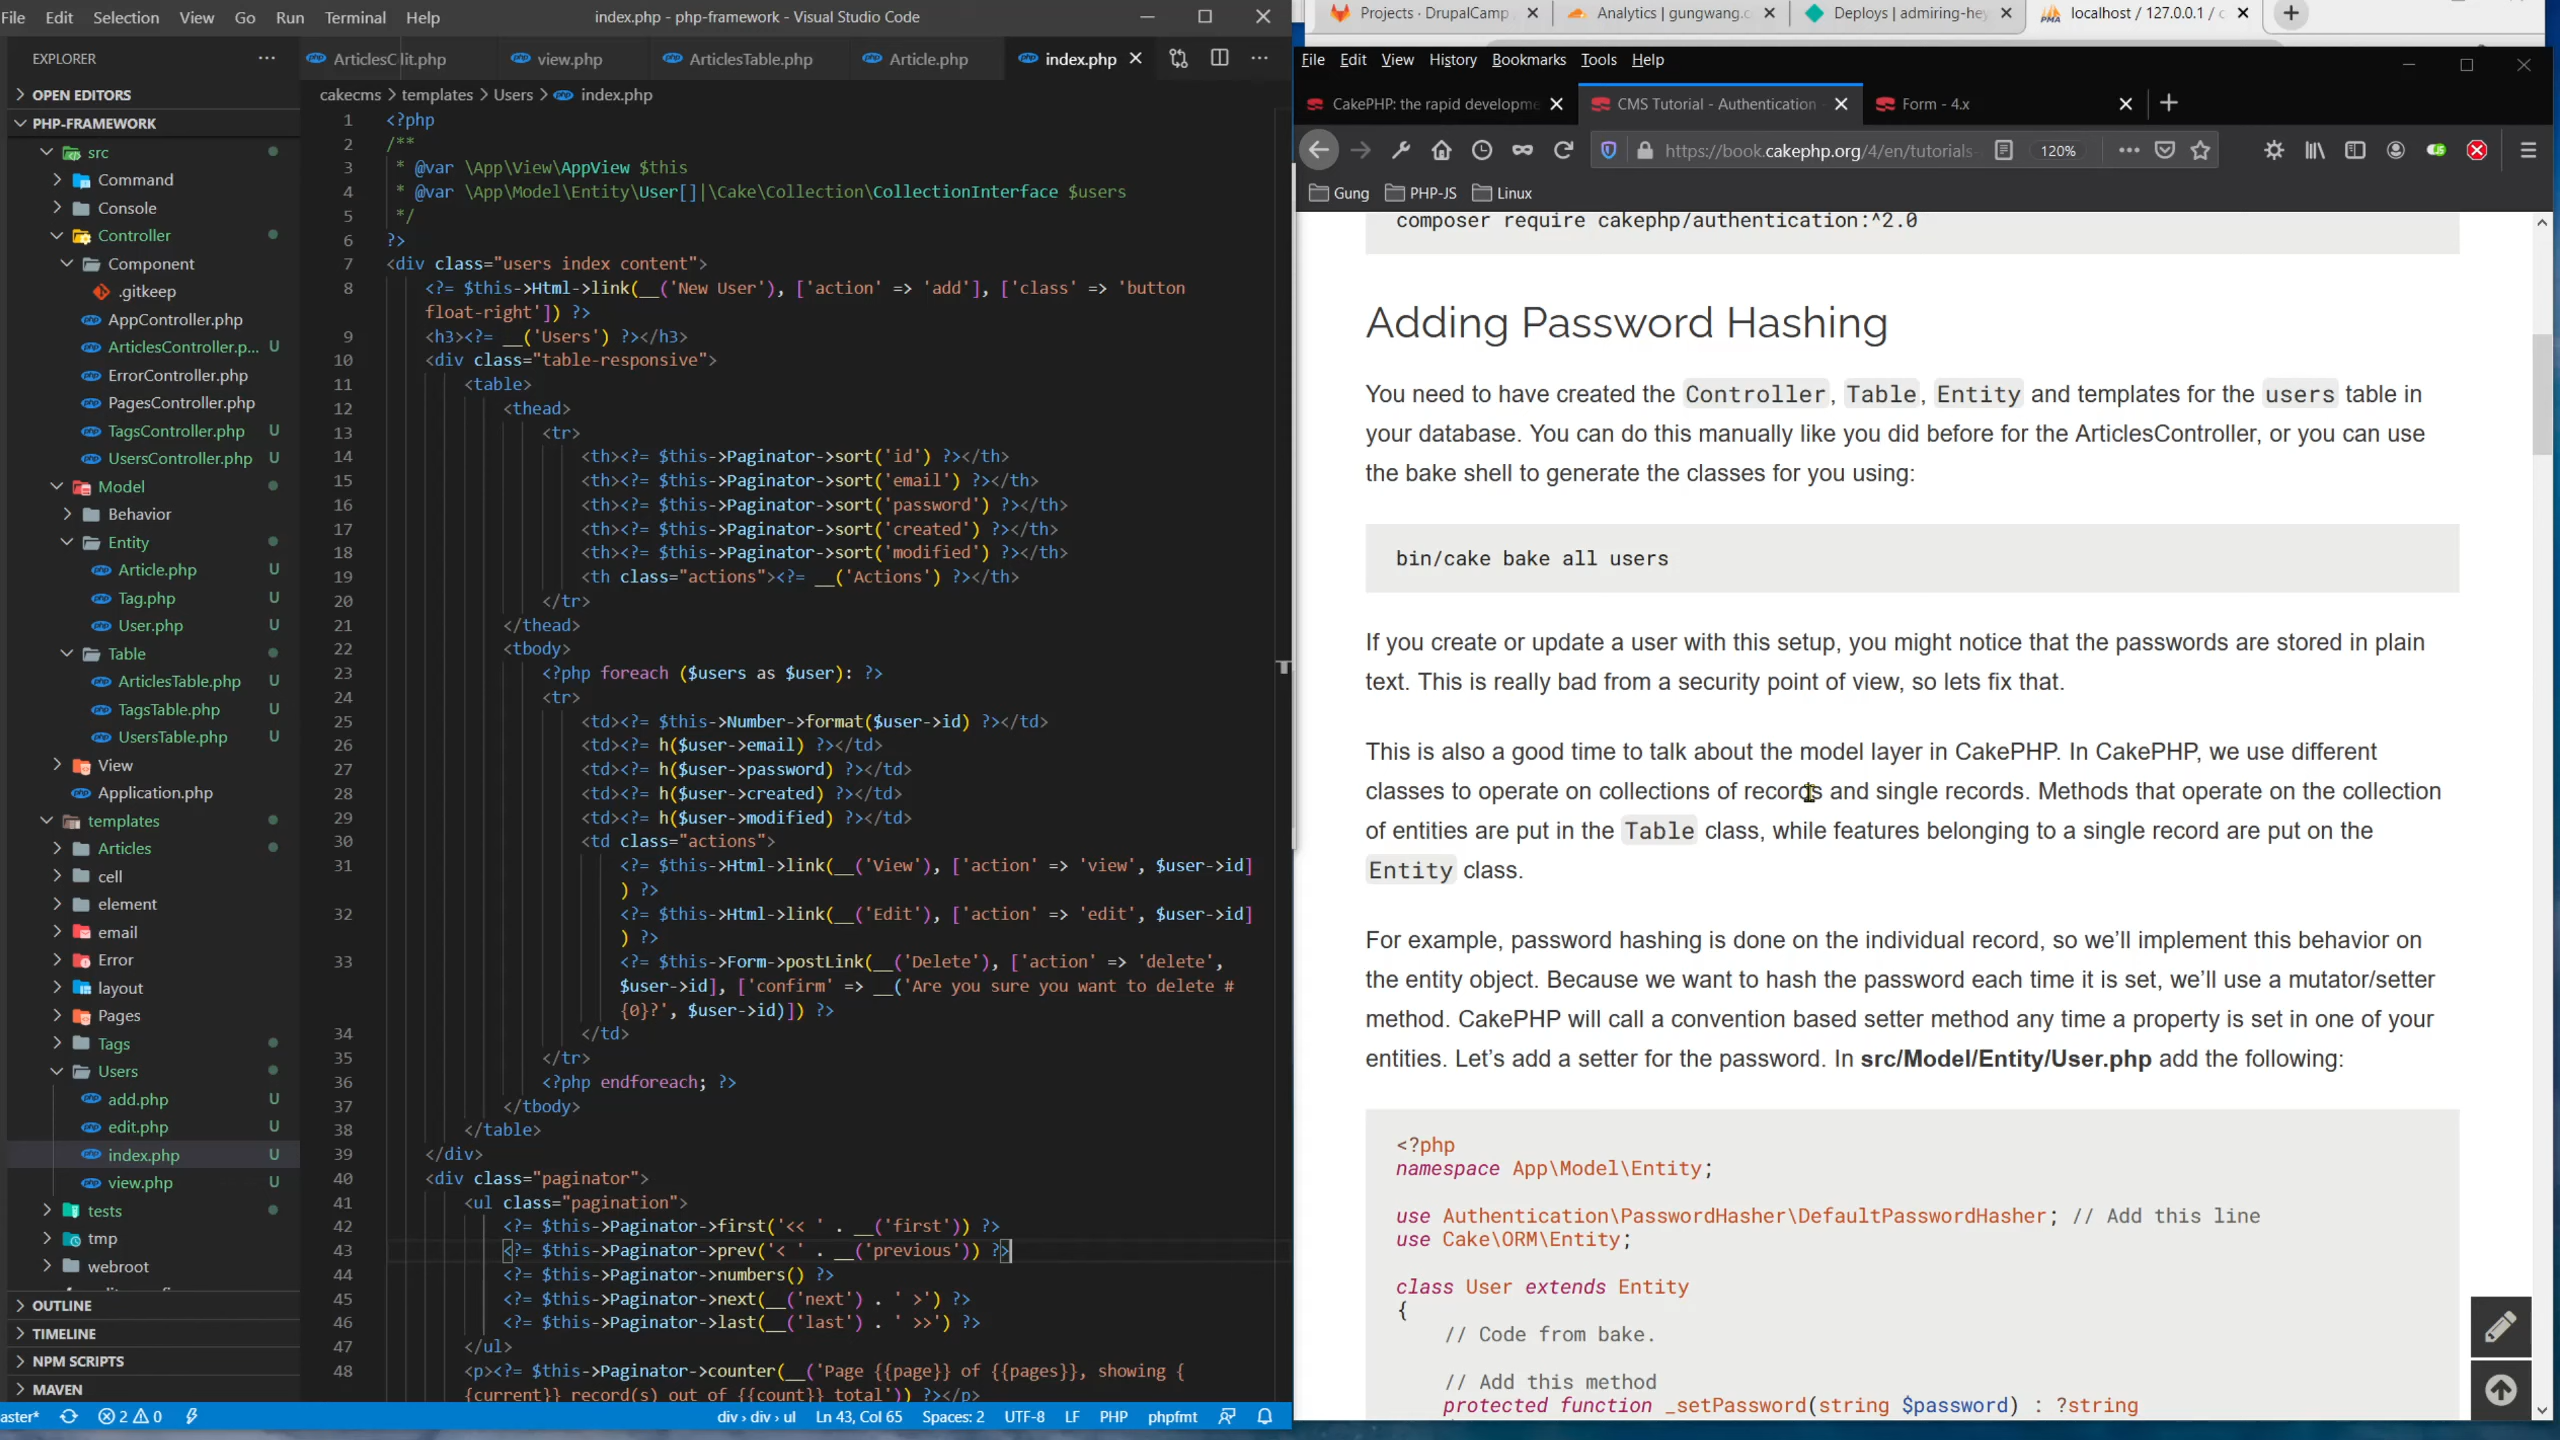 File Edit Selection View Go Run Terminal Help
index.php - php-framework - Visual Studio Code
EXPLORER
OPEN EDITORS
PHP-FRAMEWORK
src
Command
Console
Controller
Component
.gitkeep
AppController.php
ArticlesController.p... U
ErrorController.php
PagesController.php
TagsController.php U
UsersController.php U
Model
Behavior
Entity
Article.php U
Tag.php U
User.php U
Table
ArticlesTable.php U
TagsTable.php U
UsersTable.php U
View
Application.php
templates
Articles
cell
element
email
Error
layout
Pages
Tags
Users
add.php U
edit.php U
index.php U
view.php U
tests
tmp
webroot
OUTLINE
TIMELINE
NPM SCRIPTS
MAVEN
view.php ArticlesTable.php Article.php index.php
cakecms > templates > Users > index.php
1 <?php
2 /**
3 * @var \App\View\AppView $this
4 * @var \App\Model\Entity\User[]|\Cake\Collection\CollectionInterface $users
5 */
6 ?>
7 <div class="users index content">
8 <?= $this->Html->link(__('New User'), ['action' => 'add'], ['class' => 'button
float-right']) ?>
9 <h3><?= __('Users') ?></h3>
10 <div class="table-responsive">
11 <table>
12 <thead>
13 <tr>
14 <th><?= $this->Paginator->sort('id') ?></th>
15 <th><?= $this->Paginator->sort('email') ?></th>
16 <th><?= $this->Paginator->sort('password') ?></th>
17 <th><?= $this->Paginator->sort('created') ?></th>
18 <th><?= $this->Paginator->sort('modified') ?></th>
19 <th class="actions"><?= __('Actions') ?></th>
20 </tr>
21 </thead>
22 <tbody>
23 <?php foreach ($users as $user): ?>
24 <tr>
25 <td><?= $this->Number->format($user->id) ?></td>
26 <td><?= h($user->email) ?></td>
27 <td><?= h($user->password) ?></td>
28 <td><?= h($user->created) ?></td>
29 <td><?= h($user->modified) ?></td>
30 <td class="actions">
31 <?= $this->Html->link(__('View'), ['action' => 'view', $user->id]
) ?>
32 <?= $this->Html->link(__('Edit'), ['action' => 'edit', $user->id]
) ?>
33 <?= $this->Form->postLink(__('Delete'), ['action' => 'delete',
$user->id], ['confirm' => __('Are you sure you want to delete #
{0}?', $user->id)]) ?>
34 </td>
35 </tr>
36 <?php endforeach; ?>
37 </tbody>
38 </table>
39 </div>
40 <div class="paginator">
41 <ul class="pagination">
42 <?= $this->Paginator->first('<< ' . __('first')) ?>
43 <?= $this->Paginator->prev('< ' . __('previous')) ?>
44 <?= $this->Paginator->numbers() ?>
45 <?= $this->Paginator->next(__('next') . ' >') ?>
46 <?= $this->Paginator->last(__('last') . ' >>') ?>
47 </ul>
48 <p><?= $this->Paginator->counter(__('Page {{page}} of {{pages}}, showing {
{current}} record(s) out of {{count}} total')) ?></p>
aster* 2 0 div > div > ul Ln 43, Col 65 Spaces: 2 UTF-8 LF PHP phpfmt
Projects · DrupalCamp Analytics | gungwang.c Deploys | admiring-hey localhost / 127.0.0.1 / c
File Edit View History Bookmarks Tools Help
CakePHP: the rapid developme CMS Tutorial - Authentication Form - 4.x
https://book.cakephp.org/4/en/tutorials- 120%
Gung PHP-JS Linux
composer require cakephp/authentication:^2.0
Adding Password Hashing
You need to have created the Controller, Table, Entity and templates for the users table in
your database. You can do this manually like you did before for the ArticlesController, or you can use
the bake shell to generate the classes for you using:
bin/cake bake all users
If you create or update a user with this setup, you might notice that the passwords are stored in plain
text. This is really bad from a security point of view, so lets fix that.
This is also a good time to talk about the model layer in CakePHP. In CakePHP, we use different
classes to operate on collections of records and single records. Methods that operate on the collection
of entities are put in the Table class, while features belonging to a single record are put on the
Entity class.
For example, password hashing is done on the individual record, so we’ll implement this behavior on
the entity object. Because we want to hash the password each time it is set, we’ll use a mutator/setter
method. CakePHP will call a convention based setter method any time a property is set in one of your
entities. Let’s add a setter for the password. In src/Model/Entity/User.php add the following:
<?php
namespace App\Model\Entity;
use Authentication\PasswordHasher\DefaultPasswordHasher; // Add this line
use Cake\ORM\Entity;
class User extends Entity
{
// Code from bake.
// Add this method
protected function _setPassword(string $password) : ?string